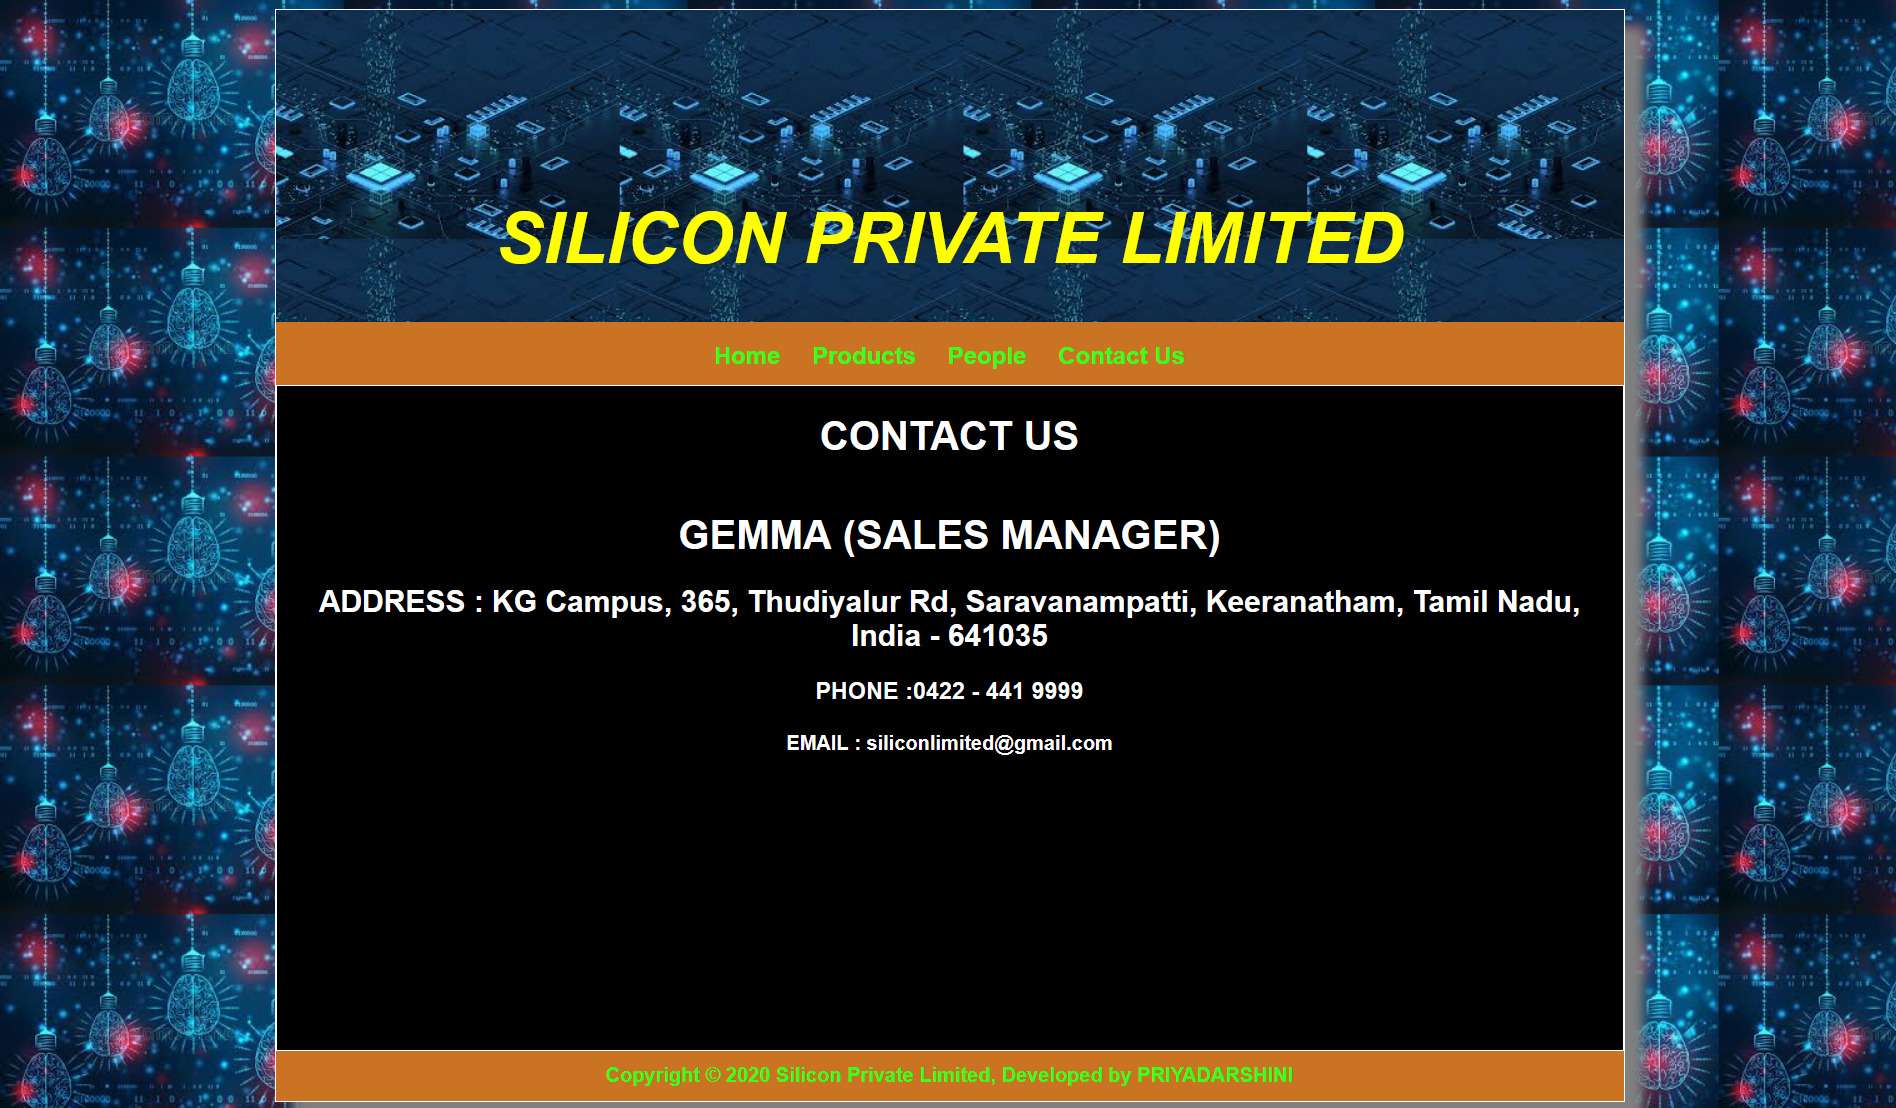 SILICON PRIVATE LIMITED
Home Products People Contact Us
CONTACT US
GEMMA (SALES MANAGER)
ADDRESS : KG Campus, 365, Thudiyalur Rd, Saravanampatti, Keeranatham, Tamil Nadu,
India - 641035
PHONE :0422 - 441 9999
EMAIL : siliconlimited@gmail.com
Copyright © 2020 Silicon Private Limited, Developed by PRIYADARSHINI